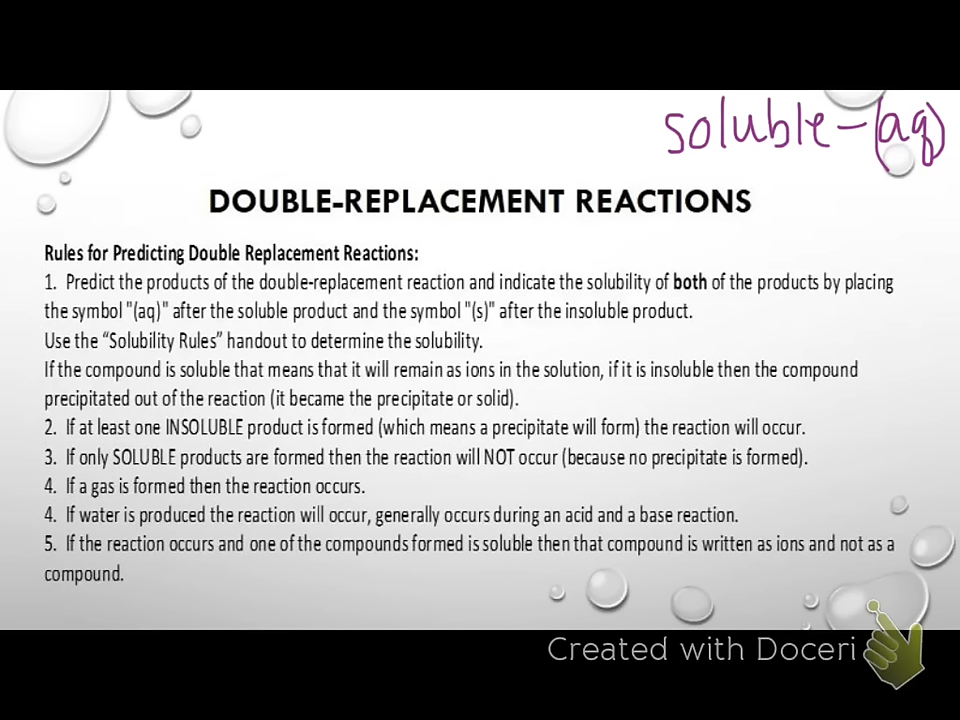 soluble-(aq)
DOUBLE-REPLACEMENT REACTIONS
Rules for Predicting Double Replacement Reactions:
1. Predict the products of the double-replacement reaction and indicate the solubility of both of the products by placing
the symbol "(aq)" after the soluble product and the symbol "(s)" after the insoluble product.
Use the “Solubility Rules” handout to determine the solubility.
If the compound is soluble that means that it will remain as ions in the solution, if it is insoluble then the compound
precipitated out of the reaction (it became the precipitate or solid).
2. If at least one INSOLUBLE product is formed (which means a precipitate will form) the reaction will occur.
3. If only SOLUBLE products are formed then the reaction will NOT occur (because no precipitate is formed).
4. If a gas is formed then the reaction occurs.
4. If water is produced the reaction will occur, generally occurs during an acid and a base reaction.
5. If the reaction occurs and one of the compounds formed is soluble then that compound is written as ions and not as a
compound.
Created with Doceri